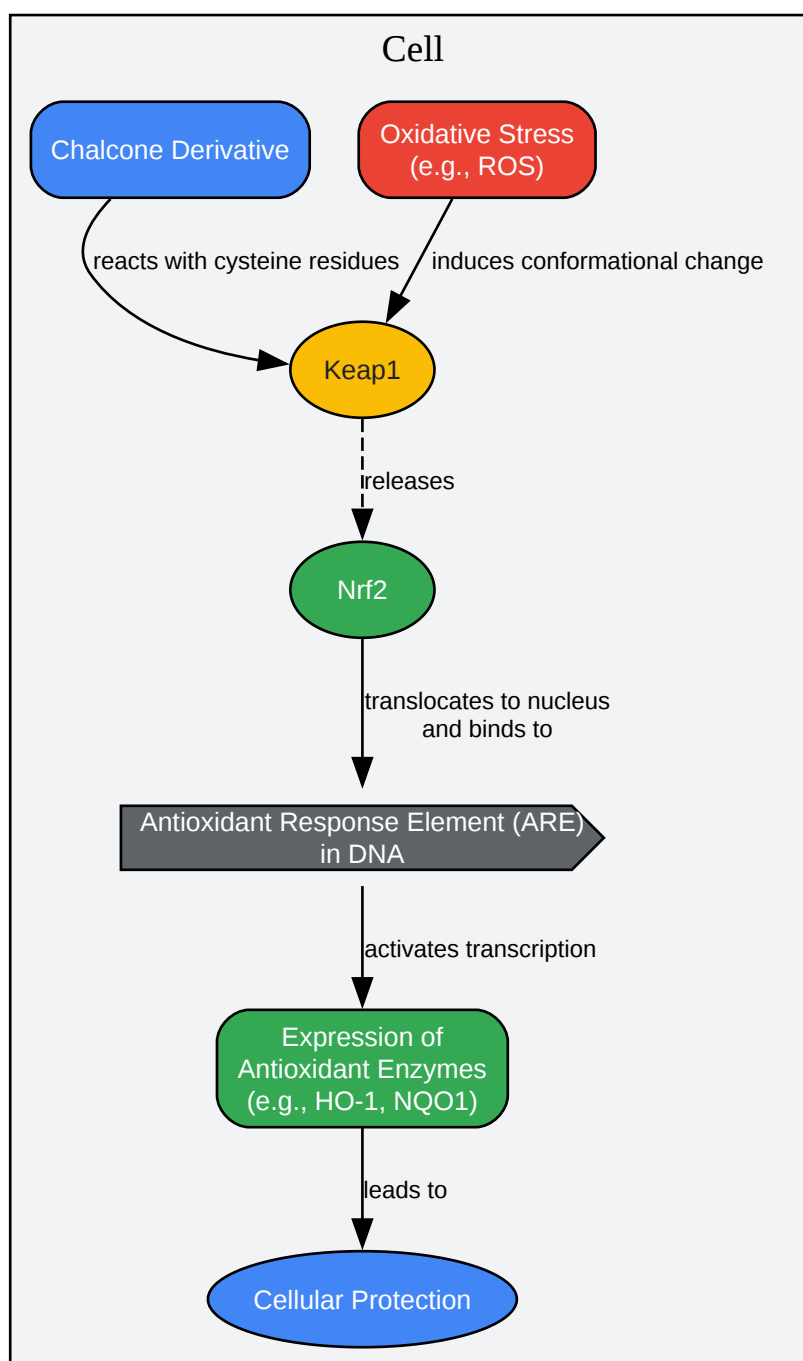 Cell
Chalcone Derivative
Oxidative Stress
(e.g., ROS)
reacts with cysteine residues
induces conformational change
Keap1
releases
Nrf2
translocates to nucleus
and binds to
Antioxidant Response Element (ARE)
in DNA
activates transcription
Expression of
Antioxidant Enzymes
(e.g., HO-1, NQO1)
leads to
Cellular Protection